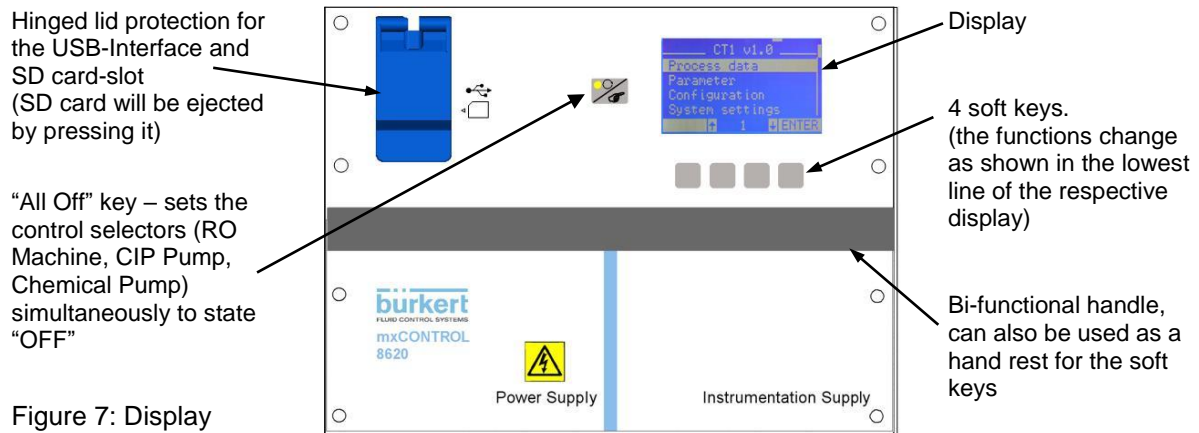 Hinged lid protection for
the USB-Interface and
SD card-slot
(SD card will be ejected
by pressing it)
“All Off” key – sets the
control selectors (RO
Machine, CIP Pump,
Chemical Pump)
simultaneously to state
“OFF”
Figure 7: Display
CT1 v1.0
Process data
Parameter
Configuration
System settings
↑ 1 ↓ ENTER
bürkert
FLUID CONTROL SYSTEMS
mxCONTROL
8620
Power Supply
Instrumentation Supply
Display
4 soft keys.
(the functions change
as shown in the lowest
line of the respective
display)
Bi-functional handle,
can also be used as a
hand rest for the soft
keys